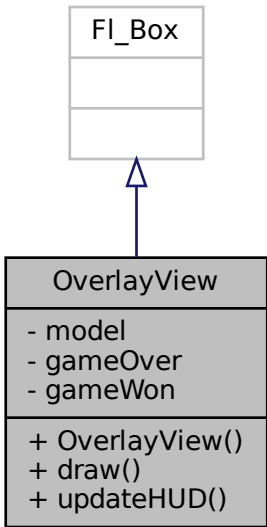 Fl_Box
OverlayView
- model
- gameOver
- gameWon
+ OverlayView()
+ draw()
+ updateHUD()